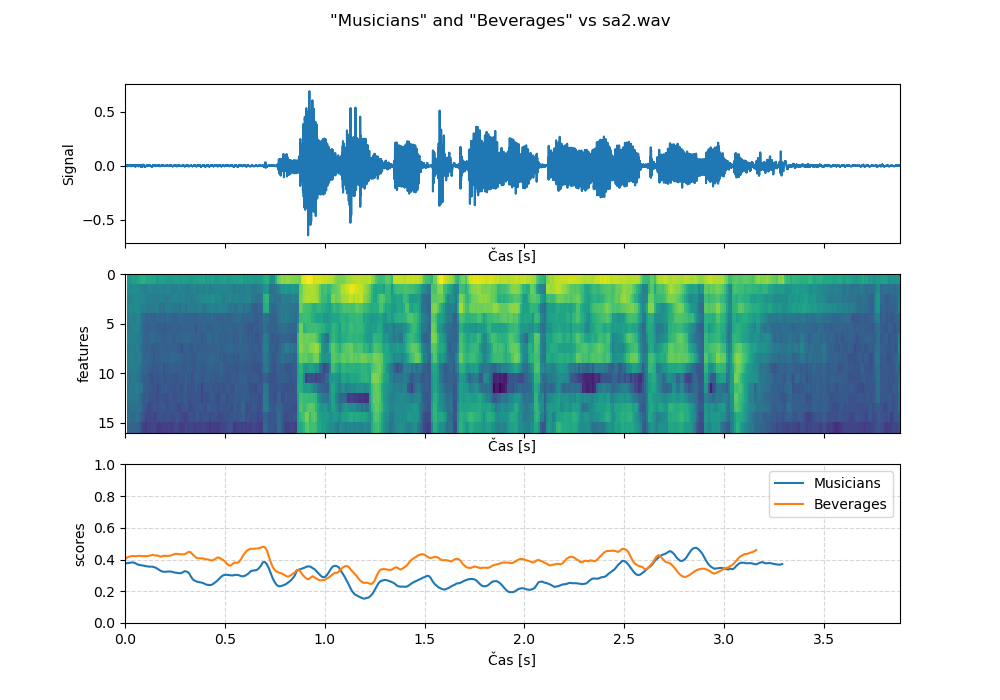 "Musicians" and "Beverages" vs sa2.wav
0.5
0.0
−0.5
Signal
Čas [s]
0
5
10
15
features
Čas [s]
1.0
0.8
0.6
0.4
0.2
0.0
scores
Musicians
Beverages
0.0 0.5 1.0 1.5 2.0 2.5 3.0 3.5
Čas [s]